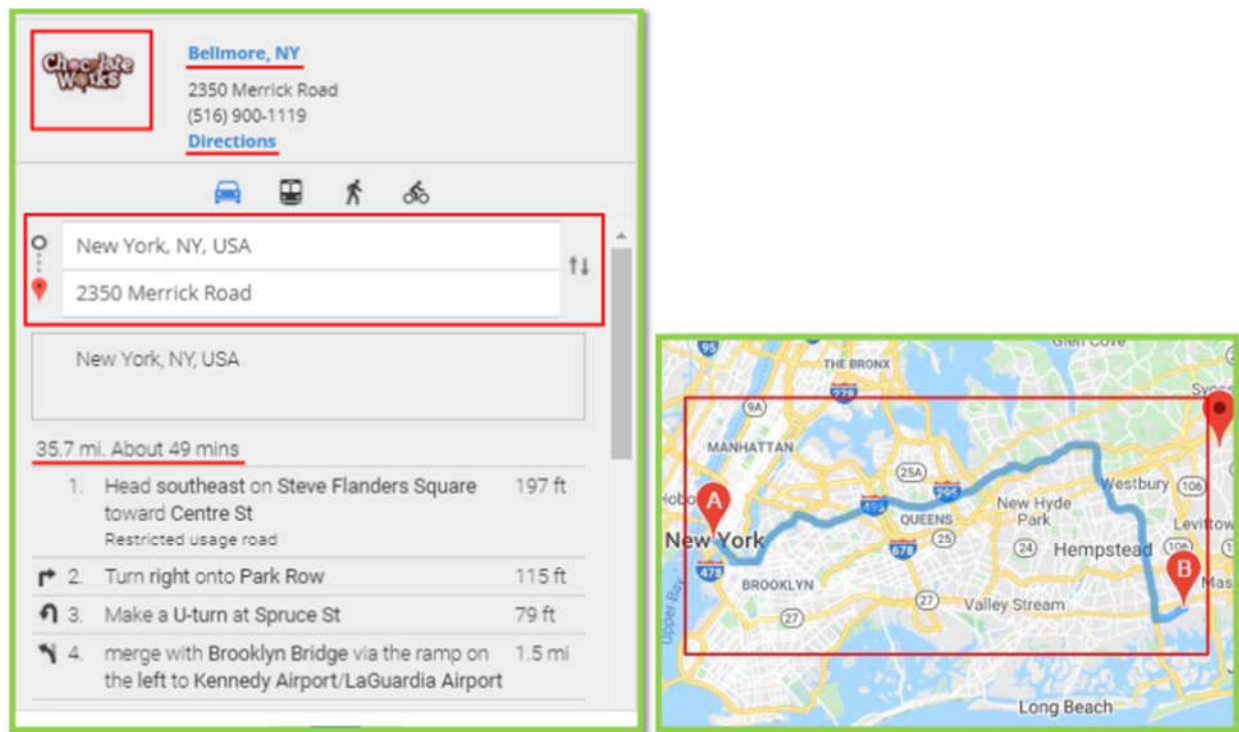 Chocolate
Works
Bellmore, NY
2350 Merrick Road
(516) 900-1119
Directions
New York, NY, USA
2350 Merrick Road
New York, NY, USA
35.7 mi. About 49 mins
1. Head southeast on Steve Flanders Square 197 ft
toward Centre St
Restricted usage road
2. Turn right onto Park Row 115 ft
3. Make a U-turn at Spruce St 79 ft
4. merge with Brooklyn Bridge via the ramp on 1.5 mi
the left to Kennedy Airport/LaGuardia Airport
95
Glen Cove
THE BRONX
278
9A
MANHATTAN
25A
Westbury
106
A
495
295
New Hyde
Park
QUEENS
New York
25
678
24
Hempstead
106
478
BROOKLYN
B
27
27
Valley Stream
Upper Bay
Long Beach